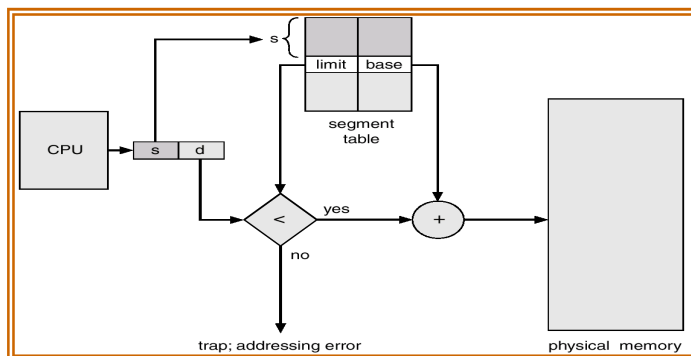 s {
limit base
segment
table
CPU
s d
<
yes
+
no
trap; addressing error
physical memory